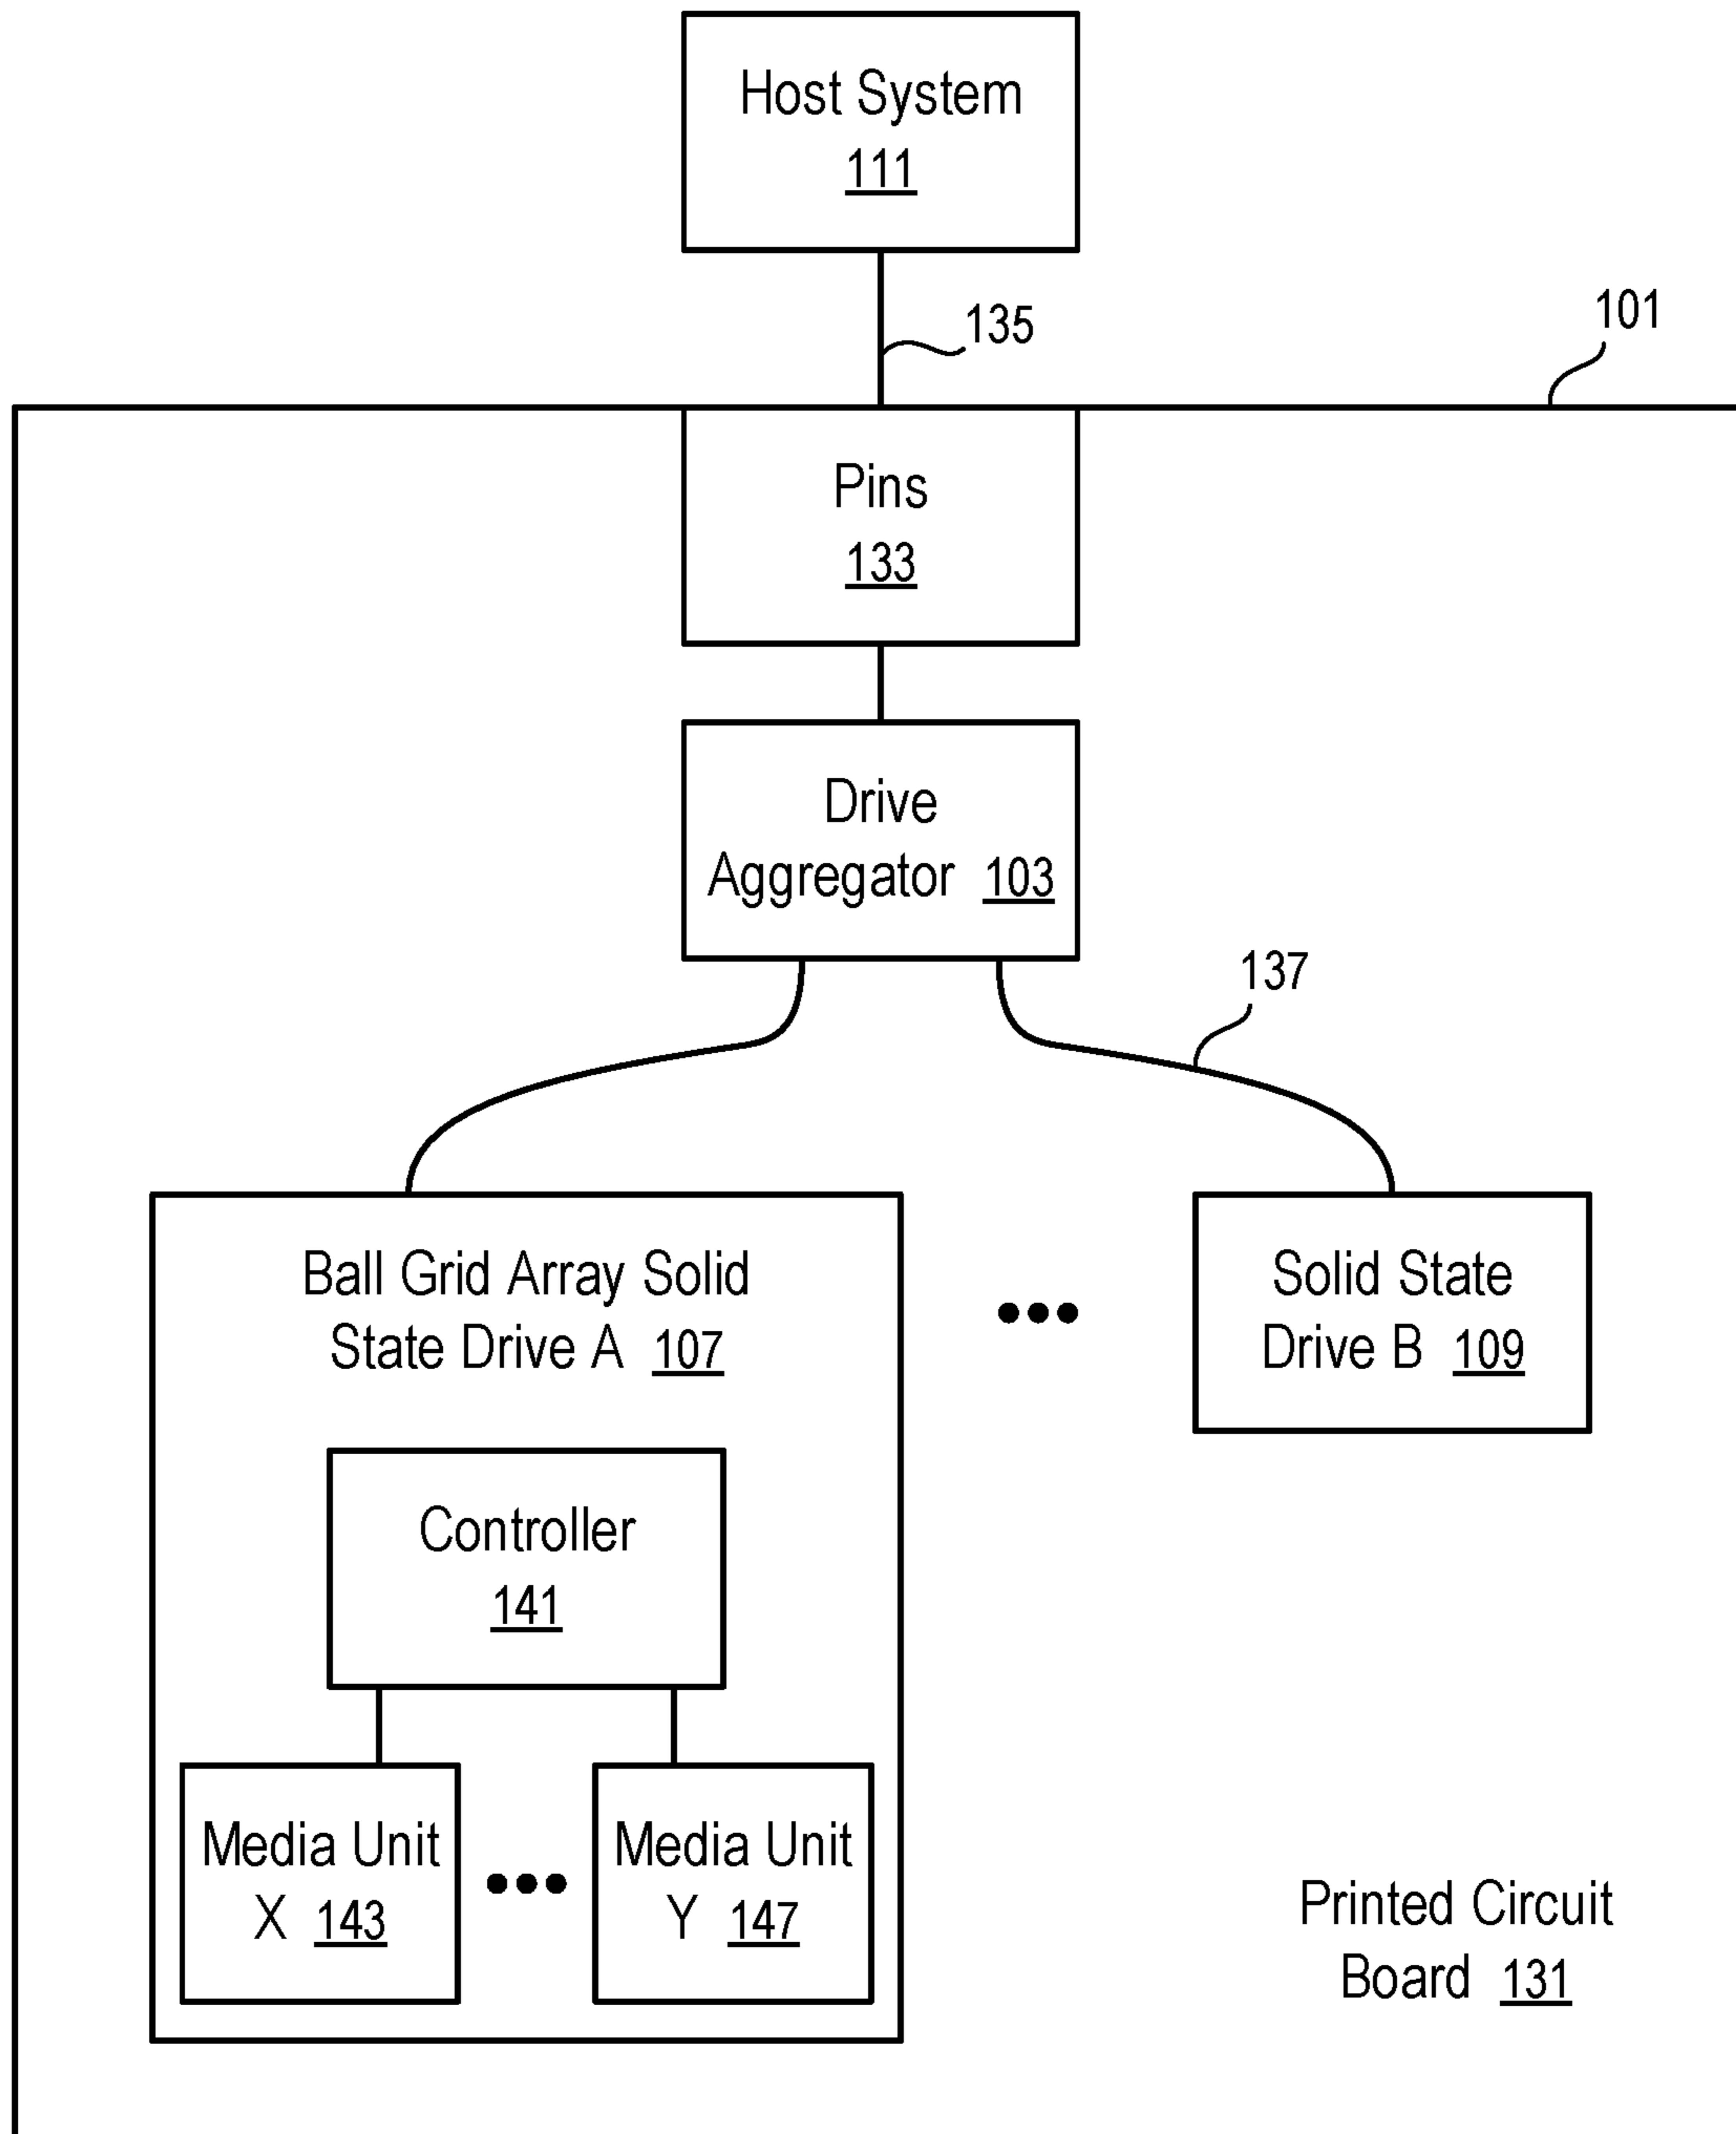 Host System
111
135
101
Pins
133
Drive
Aggregator 103
137
Ball Grid Array Solid
State Drive A 107
Solid State
Drive B 109
Controller
141
Media Unit
X 143
Media Unit
Y 147
Printed Circuit
Board 131